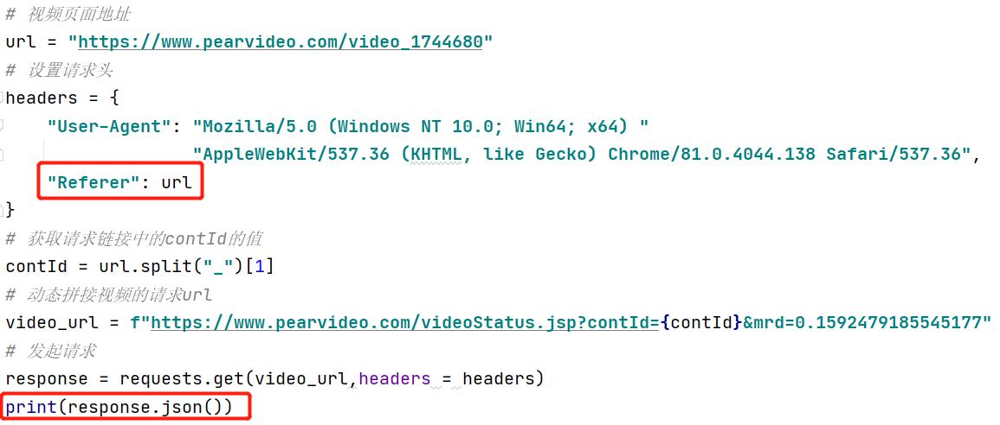 # 视频页面地址
url = "https://www.pearvideo.com/video_1744680"
# 设置请求头
headers = {
    "User-Agent": "Mozilla/5.0 (Windows NT 10.0; Win64; x64) "
                  "AppleWebKit/537.36 (KHTML, like Gecko) Chrome/81.0.4044.138 Safari/537.36",
    "Referer": url
}
# 获取请求链接中的contId的值
contId = url.split("_")[1]
# 动态拼接视频的请求url
video_url = f"https://www.pearvideo.com/videoStatus.jsp?contId={contId}&mrd=0.1592479185545177"
# 发起请求
response = requests.get(video_url,headers = headers)
print(response.json())